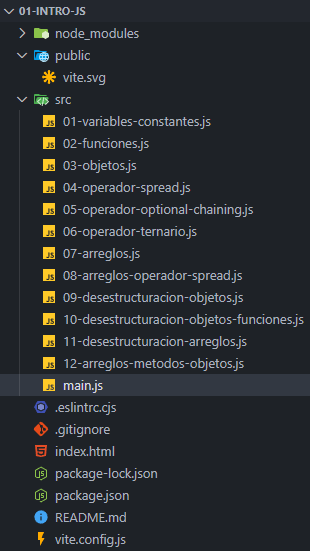 01-INTRO-JS
node_modules
public
vite.svg
src
01-variables-constantes.js
02-funciones.js
03-objetos.js
04-operador-spread.js
05-operador-optional-chaining.js
06-operador-ternario.js
07-arreglos.js
08-arreglos-operador-spread.js
09-desestructuracion-objetos.js
10-desestructuracion-objetos-funciones.js
11-desestructuracion-arreglos.js
12-arreglos-metodos-objetos.js
main.js
.eslintrc.cjs
.gitignore
index.html
package-lock.json
package.json
README.md
vite.config.js